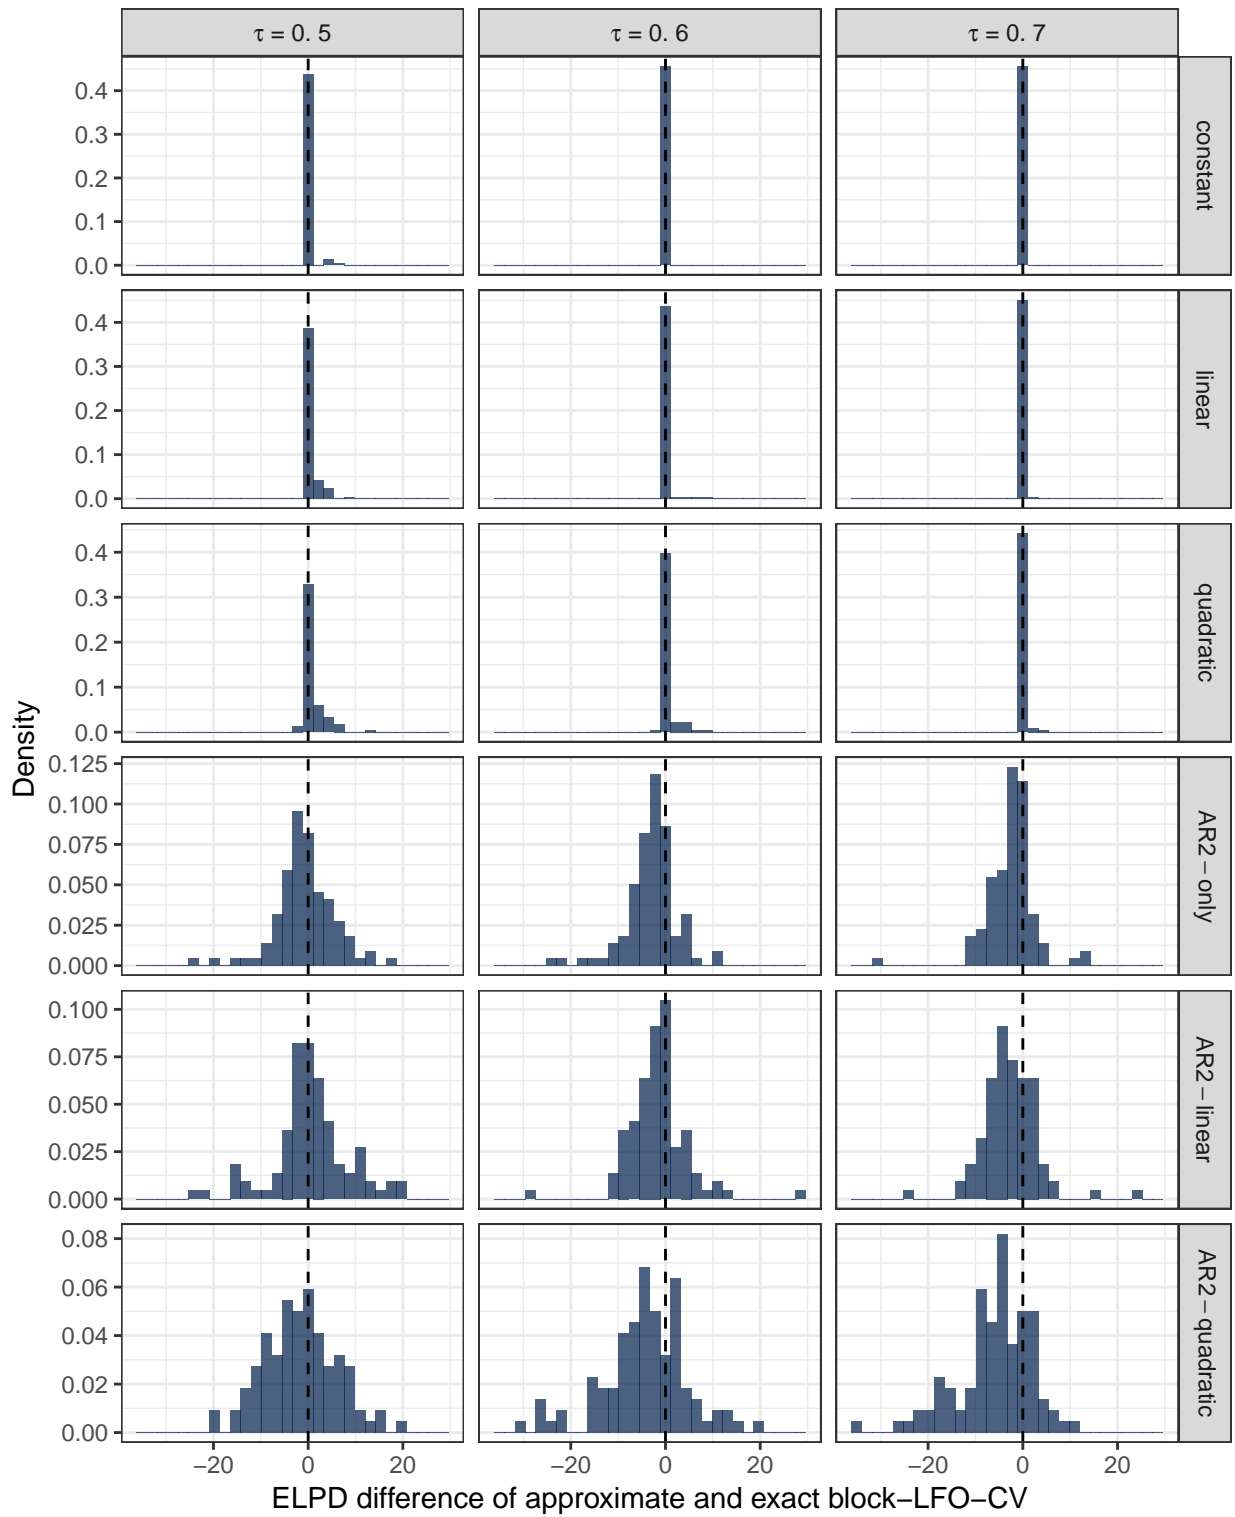 τ = 0. 5
τ = 0. 6
τ = 0. 7
0.4
0.3
0.2
0.1
0.0
constant
0.4
0.3
0.2
0.1
0.0
linear
0.4
0.3
0.2
0.1
0.0
quadratic
Density
0.125
0.100
0.075
0.050
0.025
0.000
AR2 − only
0.100
0.075
0.050
0.025
0.000
AR2 − linear
0.08
0.06
0.04
0.02
0.00
AR2 − quadratic
−20 0 20 −20 0 20 −20 0 20
ELPD difference of approximate and exact block−LFO−CV